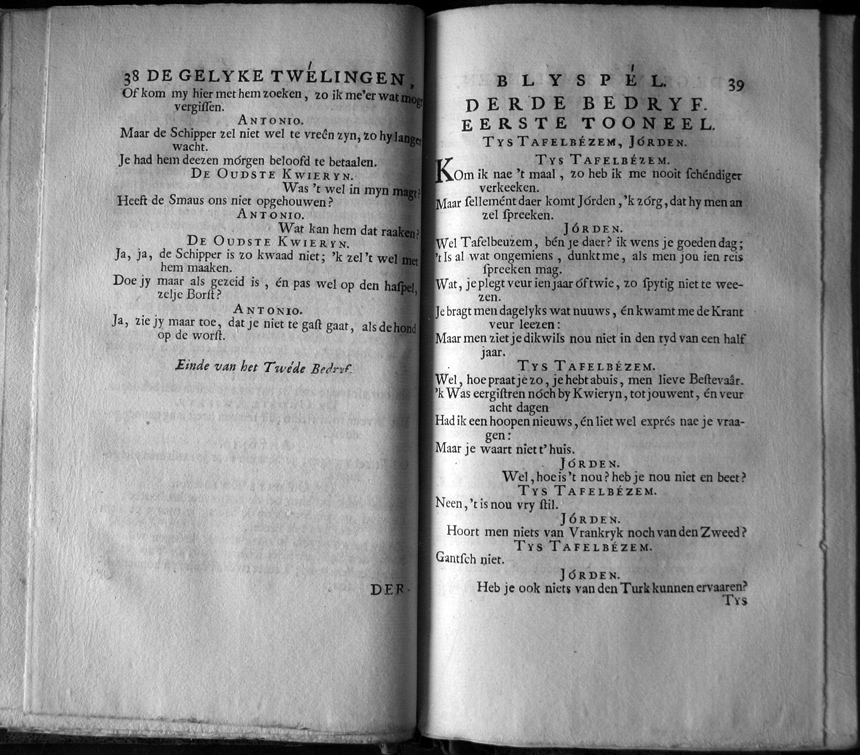 38 DE GELYKE TWÉLINGEN,
Of kom my hier met hem zoeken, zo ik me'er wat mogt
vergiſſen.
ANTONIO.
Maar de Schipper zel niet wel te vreên zyn, zo hy langer
wacht.
Je had hem deezen mórgen beloofd te betaalen.
DE OUDSTE KWIERYN.
Was 't wel in myn magt?
Heeft de Smaus ons niet opgehouwen?
ANTONIO.
Wat kan hem dat raaken?
DE OUDSTE KWIERYN.
Ja, ja, de Schipper is zo kwaad niet; 'k zel 't wel met
hem maaken.
Doe jy maar als gezeid is, én pas wel op den haſpel,
zelje Borſt?
ANTONIO.
Ja, zie jy maar toe, dat je niet te gaſt gaat, als de hond
op de worſt.
Einde van het Twéde Bedryf.
DER-
BLYSPÉL. 39
DERDE BEDRYF.
EERSTE TOONEEL.
TYS TAFELBÉZEM, JÓRDEN.
TYS TAFELBÉZEM.
KOm ik nae 't maal, zo heb ik me nooit ſchéndiger
verkeeken.
Maar ſellemént daer komt Jórden, 'k zórg, dat hy men an
zel ſpreeken.
JÓRDEN.
Wel Tafelbeuzem, bén je daer? ik wens je goeden dag;
't Is al wat ongemiens, dunkt me, als men jou ien reis
ſpreeken mag.
Wat, je plegt veur ien jaar óf twie, zo ſpytig niet te wee-
zen.
Je bragt men dagelyks wat nuuws, én kwamt me de Krant
veur leezen:
Maar men ziet je dikwils nou niet in den tyd van een half
jaar.
TYS TAFELBÉZEM.
Wel, hoe praat je zo, je hebt abuis, men lieve Beſtevaâr.
'k Was eergiſtren nóch by Kwieryn, tot jouwent, én veur
acht dagen
Had ik een hoopen nieuws, én liet wel exprés nae je vraa-
gen:
Maar je waart niet t'huis.
JÓRDEN.
Wel, hoe is 't nou? heb je nou niet en beet?
TYS TAFELBÉZEM.
Neen, 't is nou vry ſtil.
JÓRDEN.
Hoort men niets van Vrankryk noch van den Zweed?
TYS TAFELBÉZEM.
Gantſch niet.
JÓRDEN.
Heb je ook niets van den Turk kunnen ervaaren?
TYS